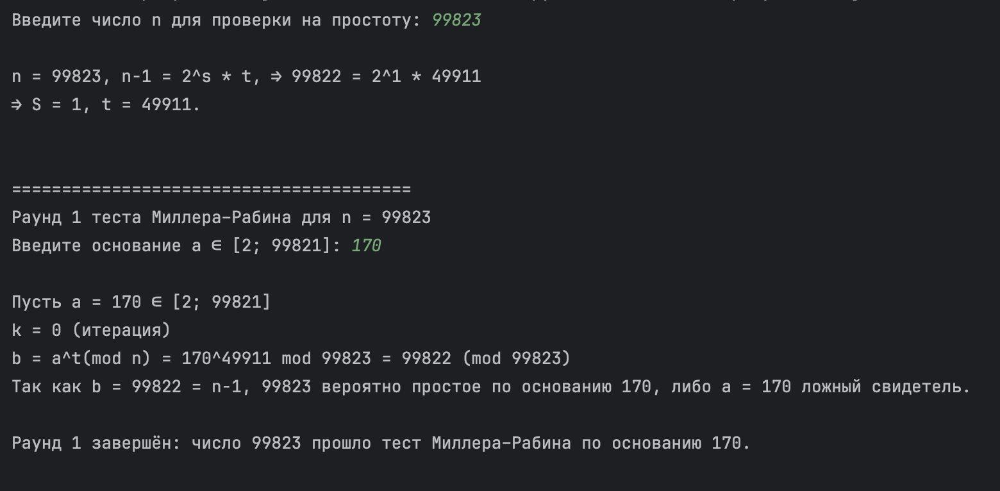 Введите число n для проверки на простоту: 99823
n = 99823, n-1 = 2^s * t, ⇒ 99822 = 2^1 * 49911
⇒ S = 1, t = 49911.
========================================
Раунд 1 теста Миллера-Рабина для n = 99823
Введите основание a ∈ [2; 99821]: 170
Пусть a = 170 ∈ [2; 99821]
k = 0 (итерация)
b = a^t(mod n) = 170^49911 mod 99823 = 99822 (mod 99823)
Так как b = 99822 = n-1, 99823 вероятно простое по основанию 170, либо a = 170 ложный свидетель.
Раунд 1 завершён: число 99823 прошло тест Миллера-Рабина по основанию 170.